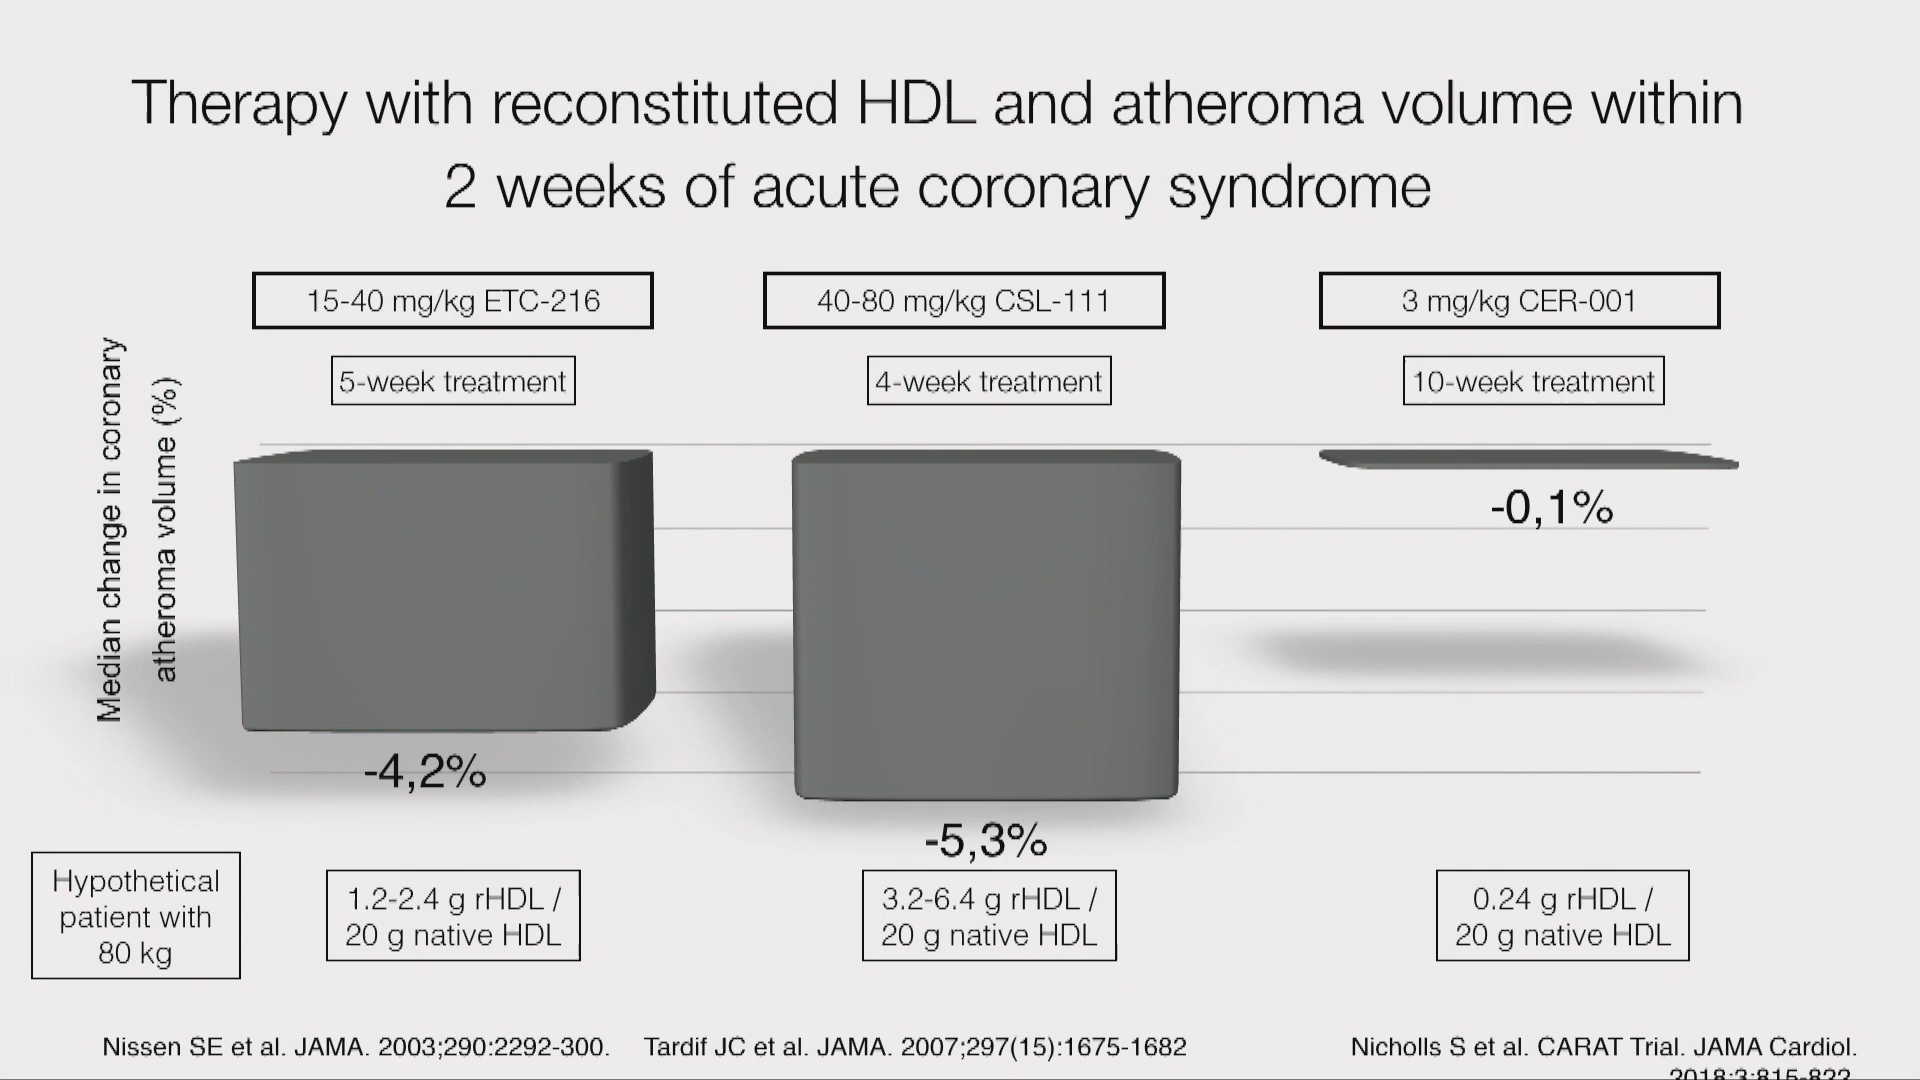 Therapy with reconstituted HDL and atheroma volume within
2 weeks of acute coronary syndrome
15-40 mg/kg ETC-216
40-80 mg/kg CSL-111
3 mg/kg CER-001
5-week treatment
4-week treatment
10-week treatment
Median change in coronary
atheroma volume (%)
-4,2%
-5,3%
-0,1%
Hypothetical
patient with
80 kg
1.2-2.4 g rHDL /
20 g native HDL
3.2-6.4 g rHDL /
20 g native HDL
0.24 g rHDL /
20 g native HDL
Nissen SE et al. JAMA. 2003;290:2292-300.
Tardif JC et al. JAMA. 2007;297(15):1675-1682
Nicholls S et al. CARAT Trial. JAMA Cardiol.
2018;3:815-822.